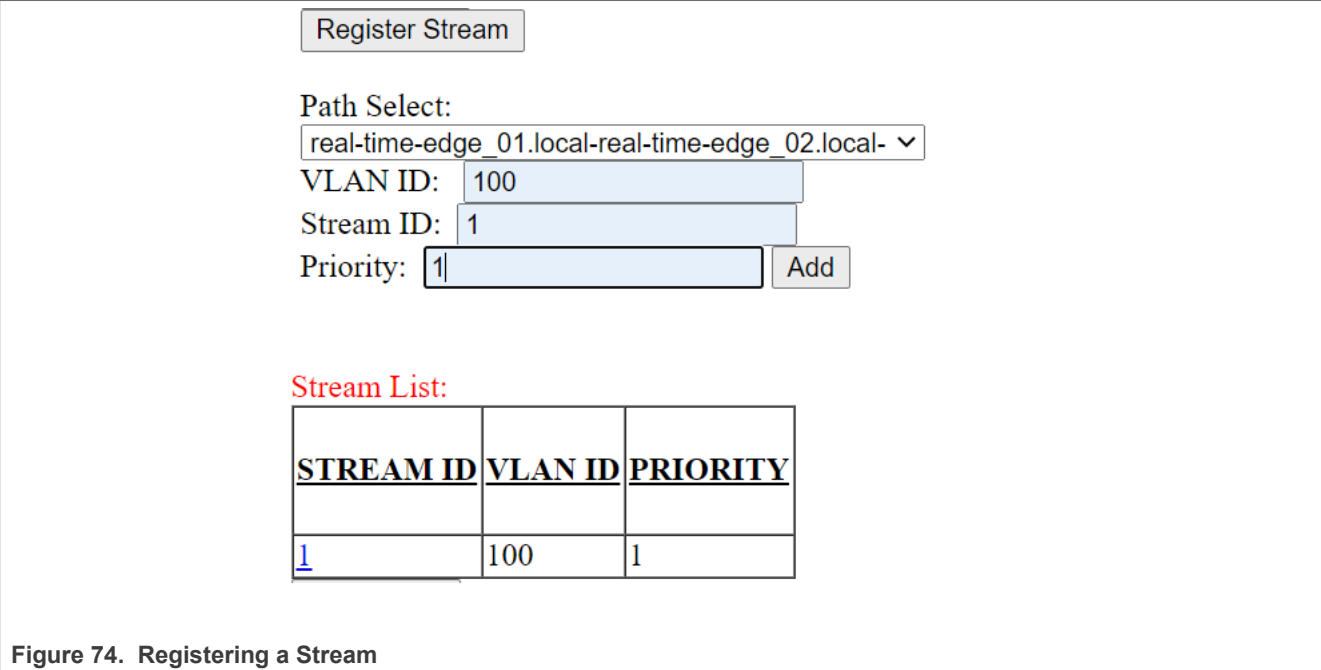 Register Stream
Path Select:
real-time-edge_01.local-real-time-edge_02.local-
VLAN ID: 100
Stream ID: 1
Priority: 1 Add
Stream List:
STREAM ID VLAN ID PRIORITY
1 100 1
Figure 74. Registering a Stream